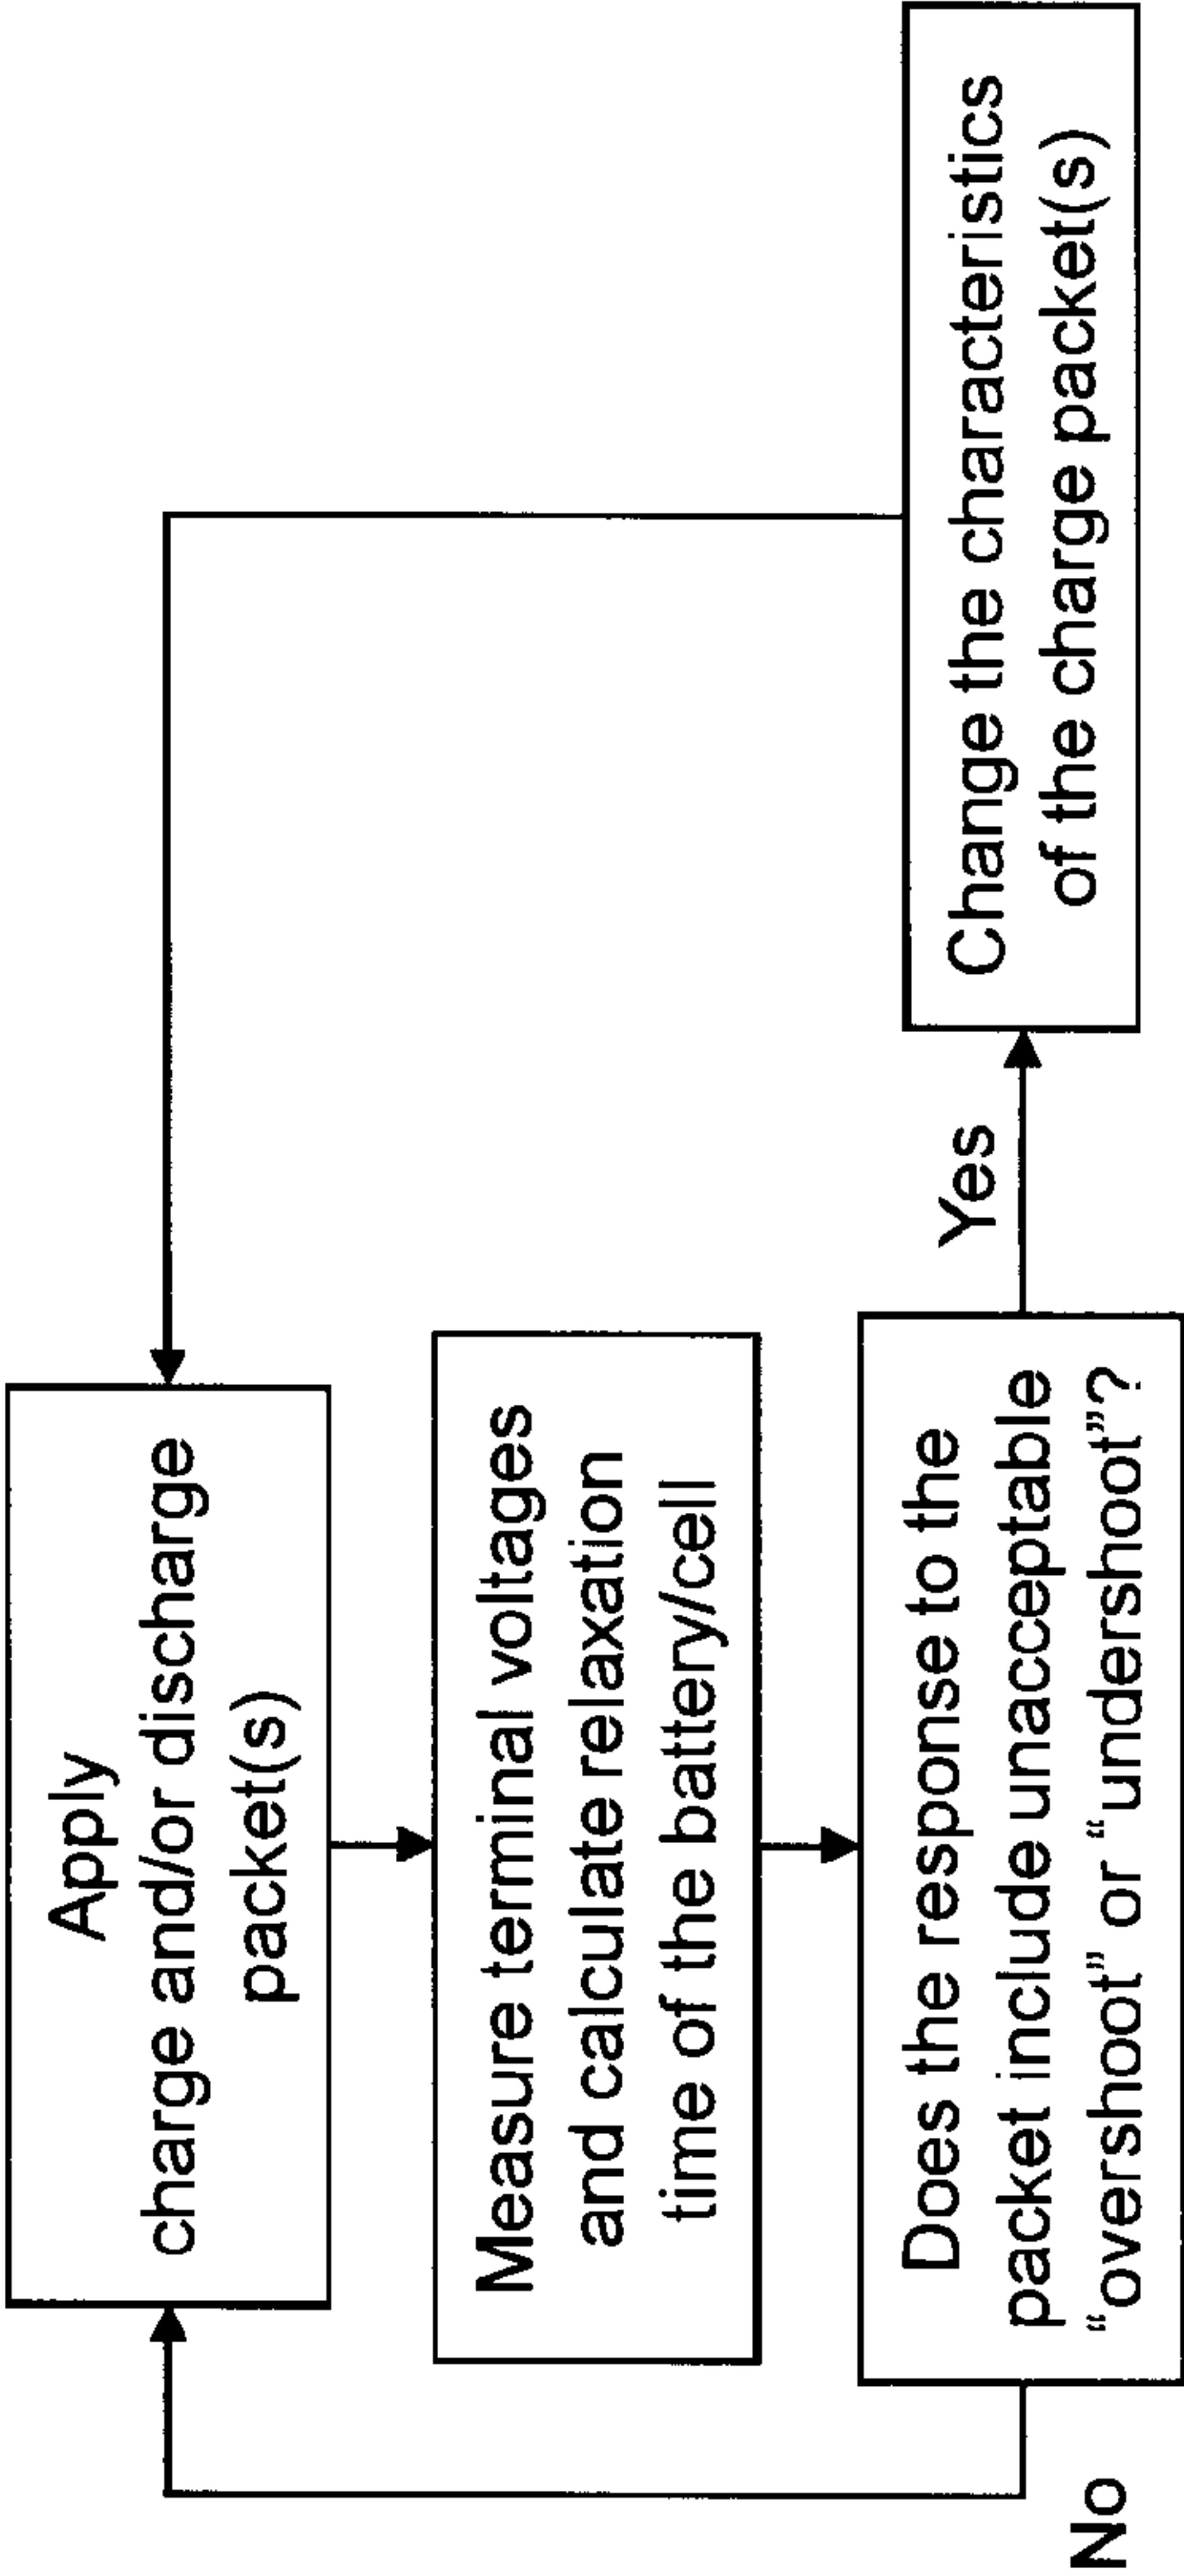 Apply
charge and/or discharge
packet(s)
Measure terminal voltages
and calculate relaxation
time of the battery/cell
Does the response to the
packet include unacceptable
“overshoot” or “undershoot”?
No
Yes
Change the characteristics
of the charge packet(s)